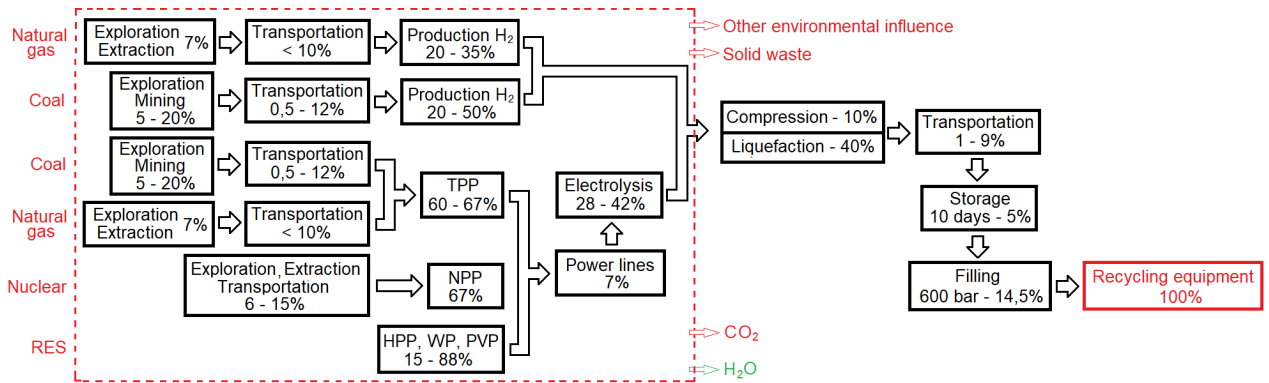 Natural
gas
Exploration
Extraction 7%
Transportation
< 10%
Production H₂
20 - 35%
Coal
Exploration
Mining
5 - 20%
Transportation
0,5 - 12%
Production H₂
20 - 50%
Coal
Exploration
Mining
5 - 20%
Transportation
0,5 - 12%
Natural
gas
Exploration
Extraction 7%
Transportation
< 10%
TPP
60 - 67%
Nuclear
Exploration, Extraction
Transportation
6 - 15%
NPP
67%
RES
HPP, WP, PVP
15 - 88%
Electrolysis
28 - 42%
Power lines
7%
Other environmental influence
Solid waste
CO₂
H₂O
Compression - 10%
Liquefaction - 40%
Transportation
1 - 9%
Storage
10 days - 5%
Filling
600 bar - 14,5%
Recycling equipment
100%